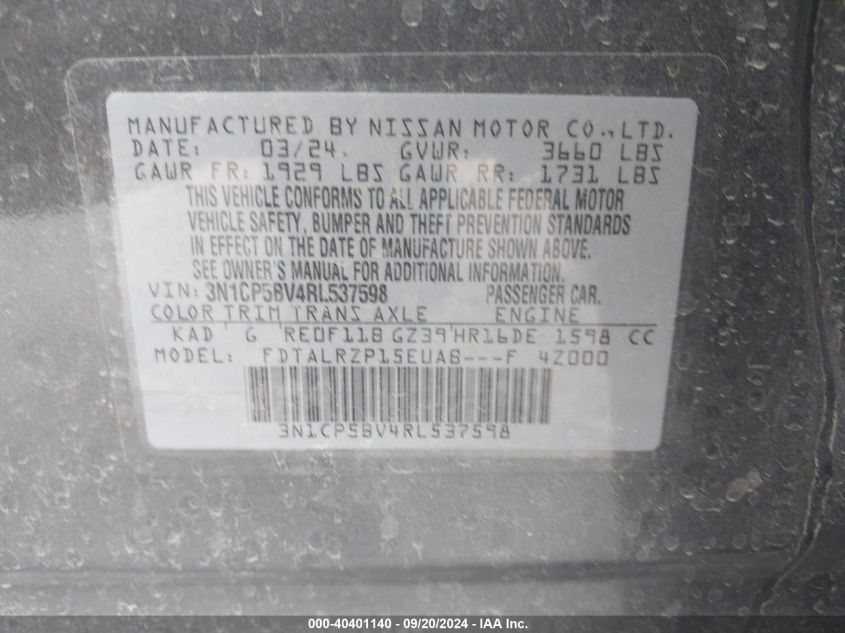 MANUFACTURED BY NISSAN MOTOR CO., LTD.
DATE: 03/24. GVWR: 3660 LBS
GAWR FR: 1929 LBS GAWR RR: 1731 LBS
THIS VEHICLE CONFORMS TO ALL APPLICABLE FEDERAL MOTOR
VEHICLE SAFETY, BUMPER AND THEFT PREVENTION STANDARDS
IN EFFECT ON THE DATE OF MANUFACTURE SHOWN ABOVE.
SEE OWNER'S MANUAL FOR ADDITIONAL INFORMATION.
VIN: 3N1CP5BV4RL537598 PASSENGER CAR.
COLOR TRIM TRANS AXLE ENGINE
KAD G RE0F11B GZ39 HR16DE 1598 CC
MODEL: FDTALRZP15EUAB---F 4Z000
3N1CP5BV4RL537598
000-40401140 - 09/20/2024 - IAA Inc.